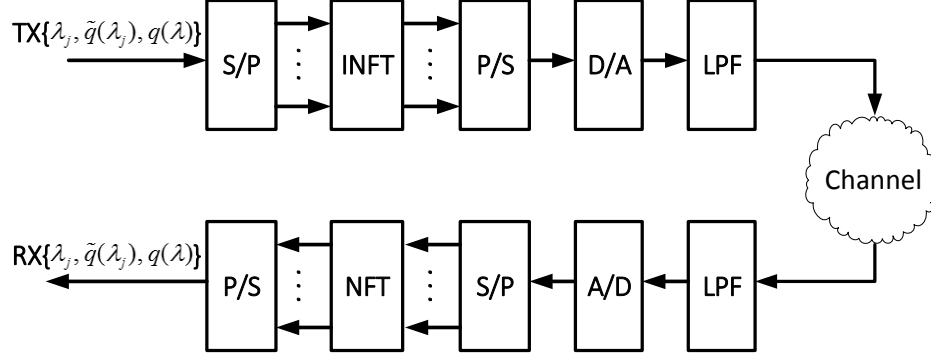 TX{λ_j, q̃(λ_j), q(λ)}
S/P
INFT
P/S
D/A
LPF
Channel
RX{λ_j, q̃(λ_j), q(λ)}
P/S
NFT
S/P
A/D
LPF